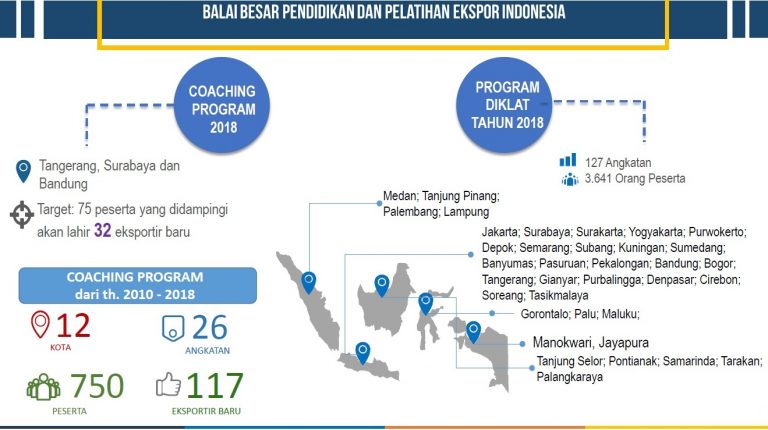 BALAI BESAR PENDIDIKAN DAN PELATIHAN EKSPOR INDONESIA
COACHING
PROGRAM
2018
Tangerang, Surabaya dan
Bandung
Target: 75 peserta yang didampingi
akan lahir 32 eksportir baru
COACHING PROGRAM
dari th. 2010 - 2018
12
KOTA
26
ANGKATAN
750
PESERTA
117
EKSPORTIR BARU
PROGRAM
DIKLAT
TAHUN 2018
127 Angkatan
3.641 Orang Peserta
Medan; Tanjung Pinang;
Palembang; Lampung
Jakarta; Surabaya; Surakarta; Yogyakarta; Purwokerto;
Depok; Semarang; Subang; Kuningan; Sumedang;
Banyumas; Pasuruan; Pekalongan; Bandung; Bogor;
Tangerang; Gianyar; Purbalingga; Denpasar; Cirebon;
Soreang; Tasikmalaya
Gorontalo; Palu; Maluku;
Manokwari, Jayapura
Tanjung Selor; Pontianak; Samarinda; Tarakan;
Palangkaraya